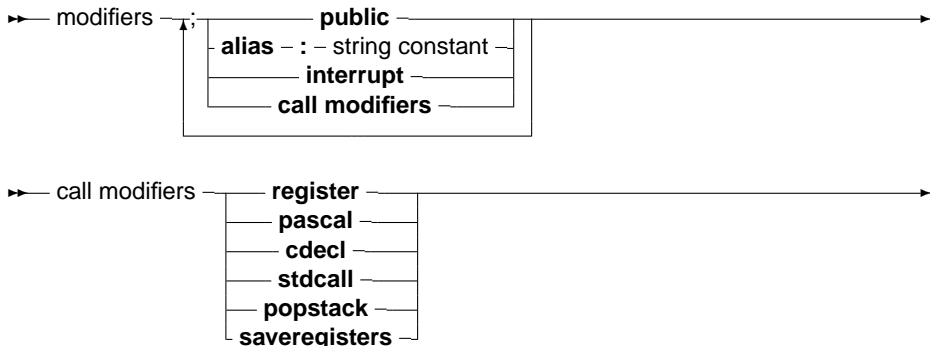 modifiers ; public
alias : string constant
interrupt
call modifiers
call modifiers register
pascal
cdecl
stdcall
popstack
saveregisters